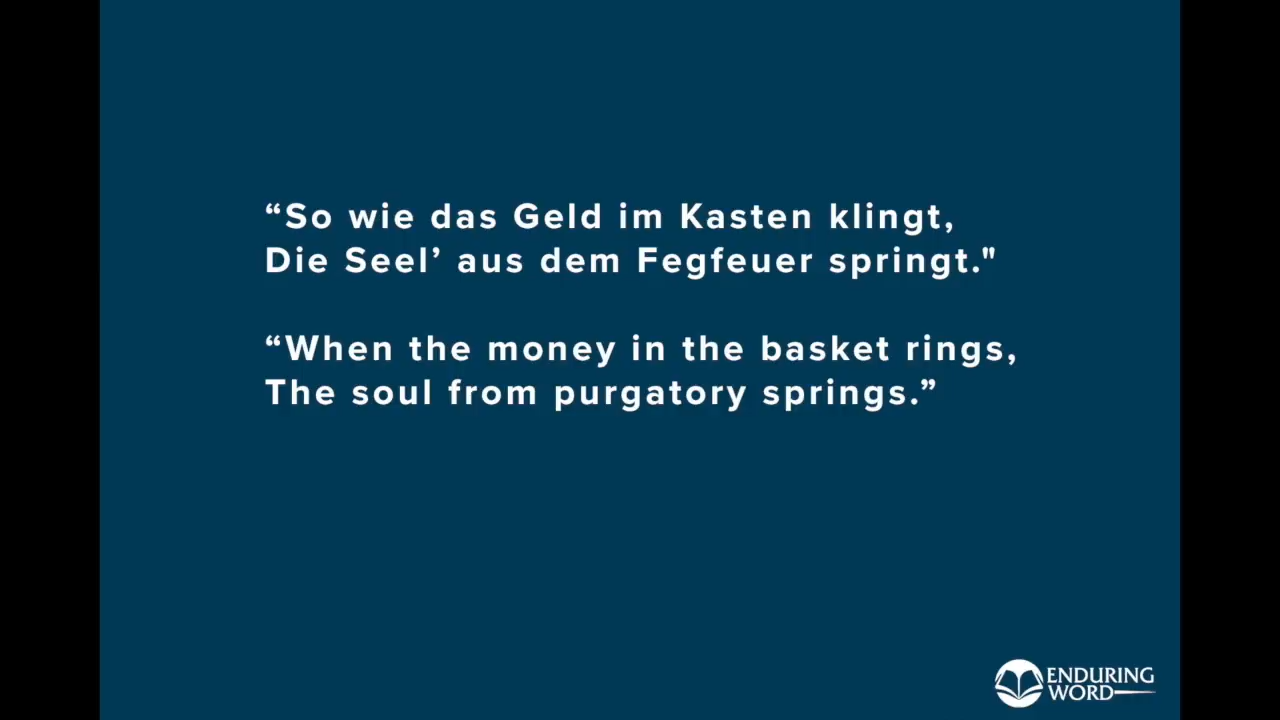 “So wie das Geld im Kasten klingt,
Die Seel’ aus dem Fegfeuer springt."
“When the money in the basket rings,
The soul from purgatory springs.”
ENDURING
WORD